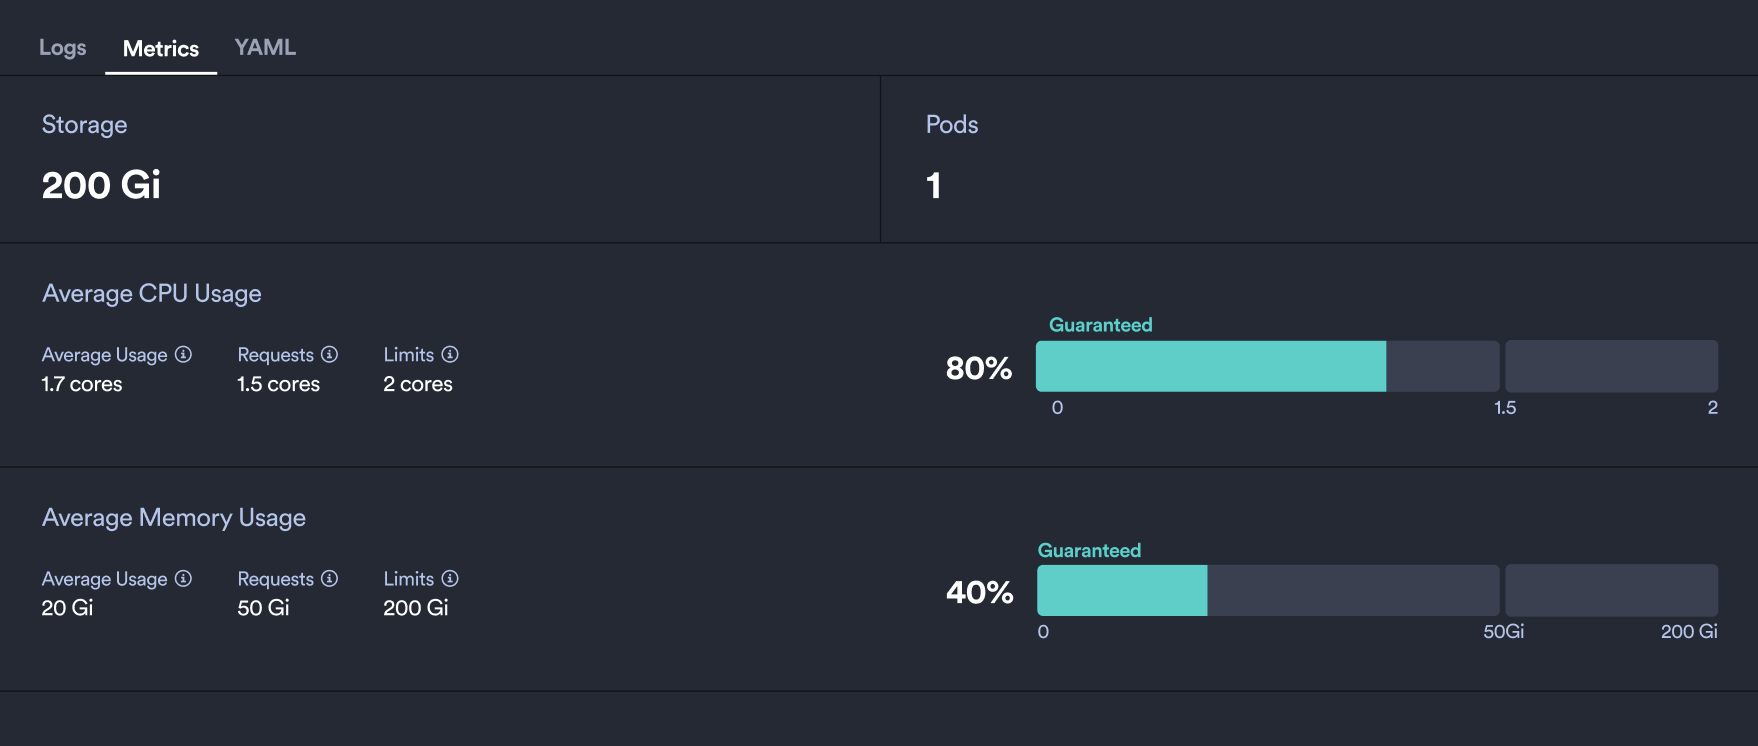 Logs Metrics YAML
Storage
200 Gi
Pods
1
Average CPU Usage
Average Usage Requests Limits
1.7 cores 1.5 cores 2 cores
Guaranteed
80%
0 1.5 2
Average Memory Usage
Average Usage Requests Limits
20 Gi 50 Gi 200 Gi
Guaranteed
40%
0 50Gi 200 Gi